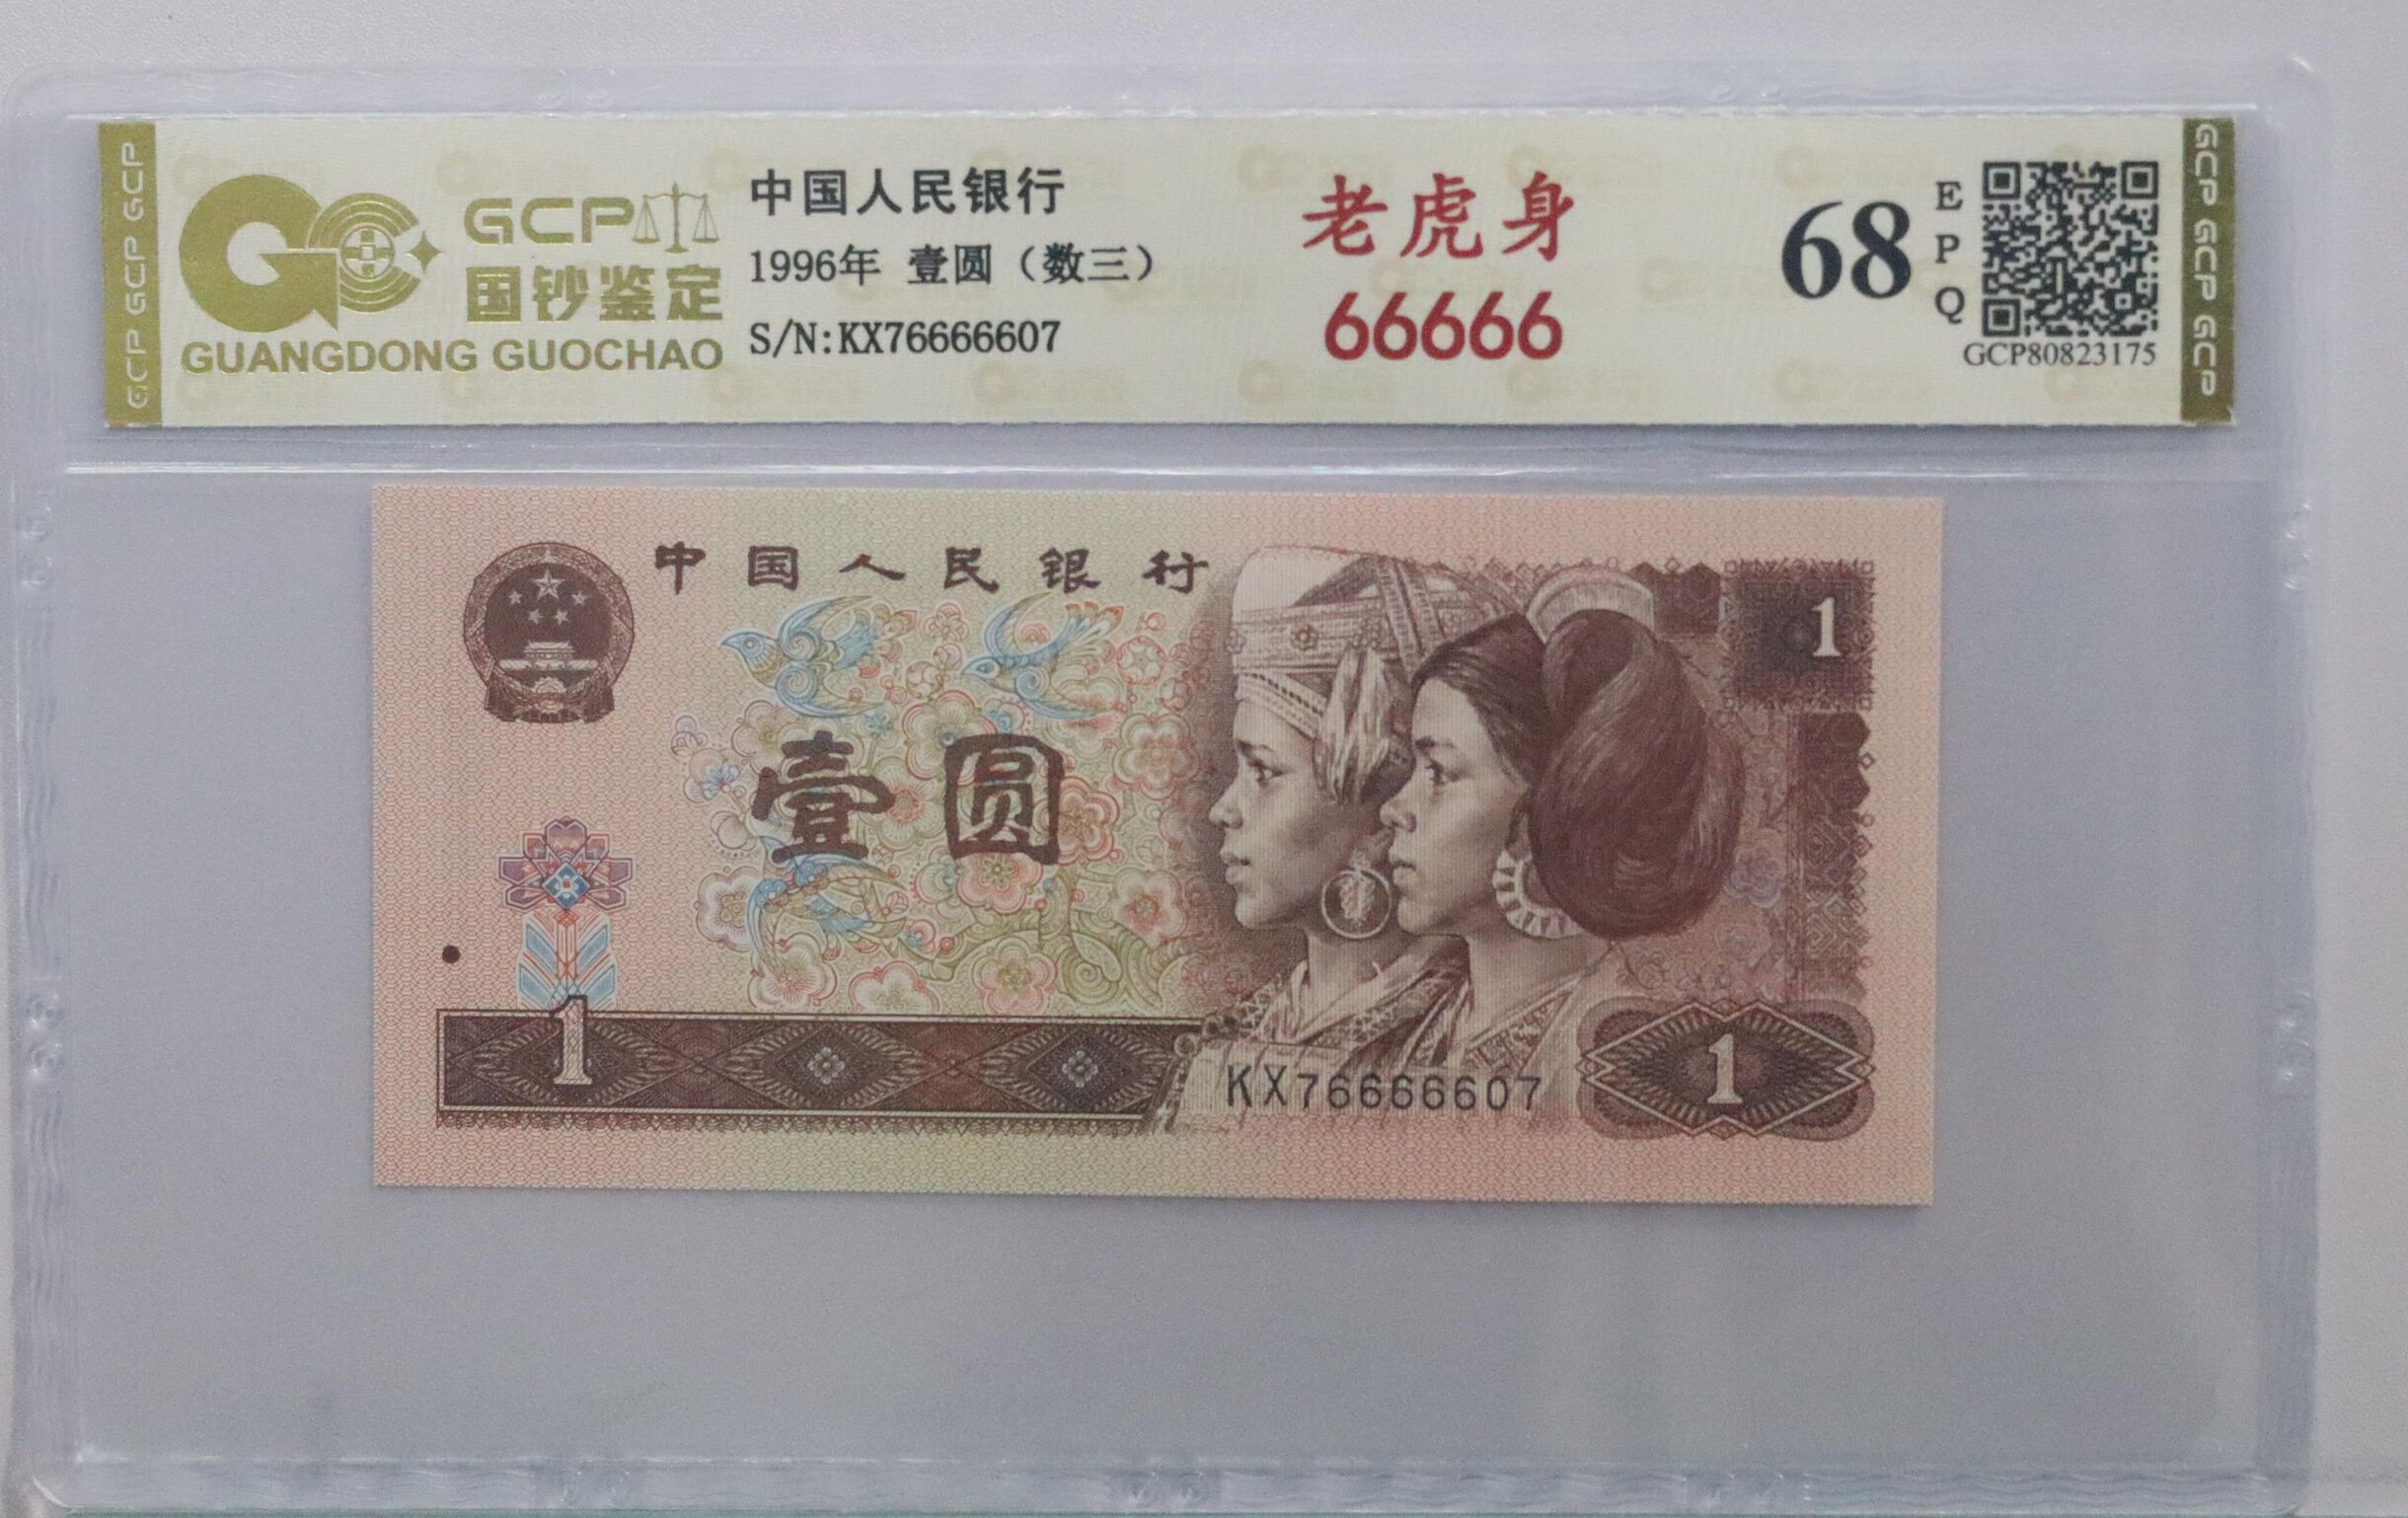 GCP GCP GCP
GCP
国钞鉴定
GUANGDONG GUOCHAO
中国人民银行
1996年 壹圆（数三）
S/N:KX76666607
老虎身
66666
68
EPQ
GCP80823175
GCP GCP GCP
中国人民银行
1
壹圆
1
KX76666607
1